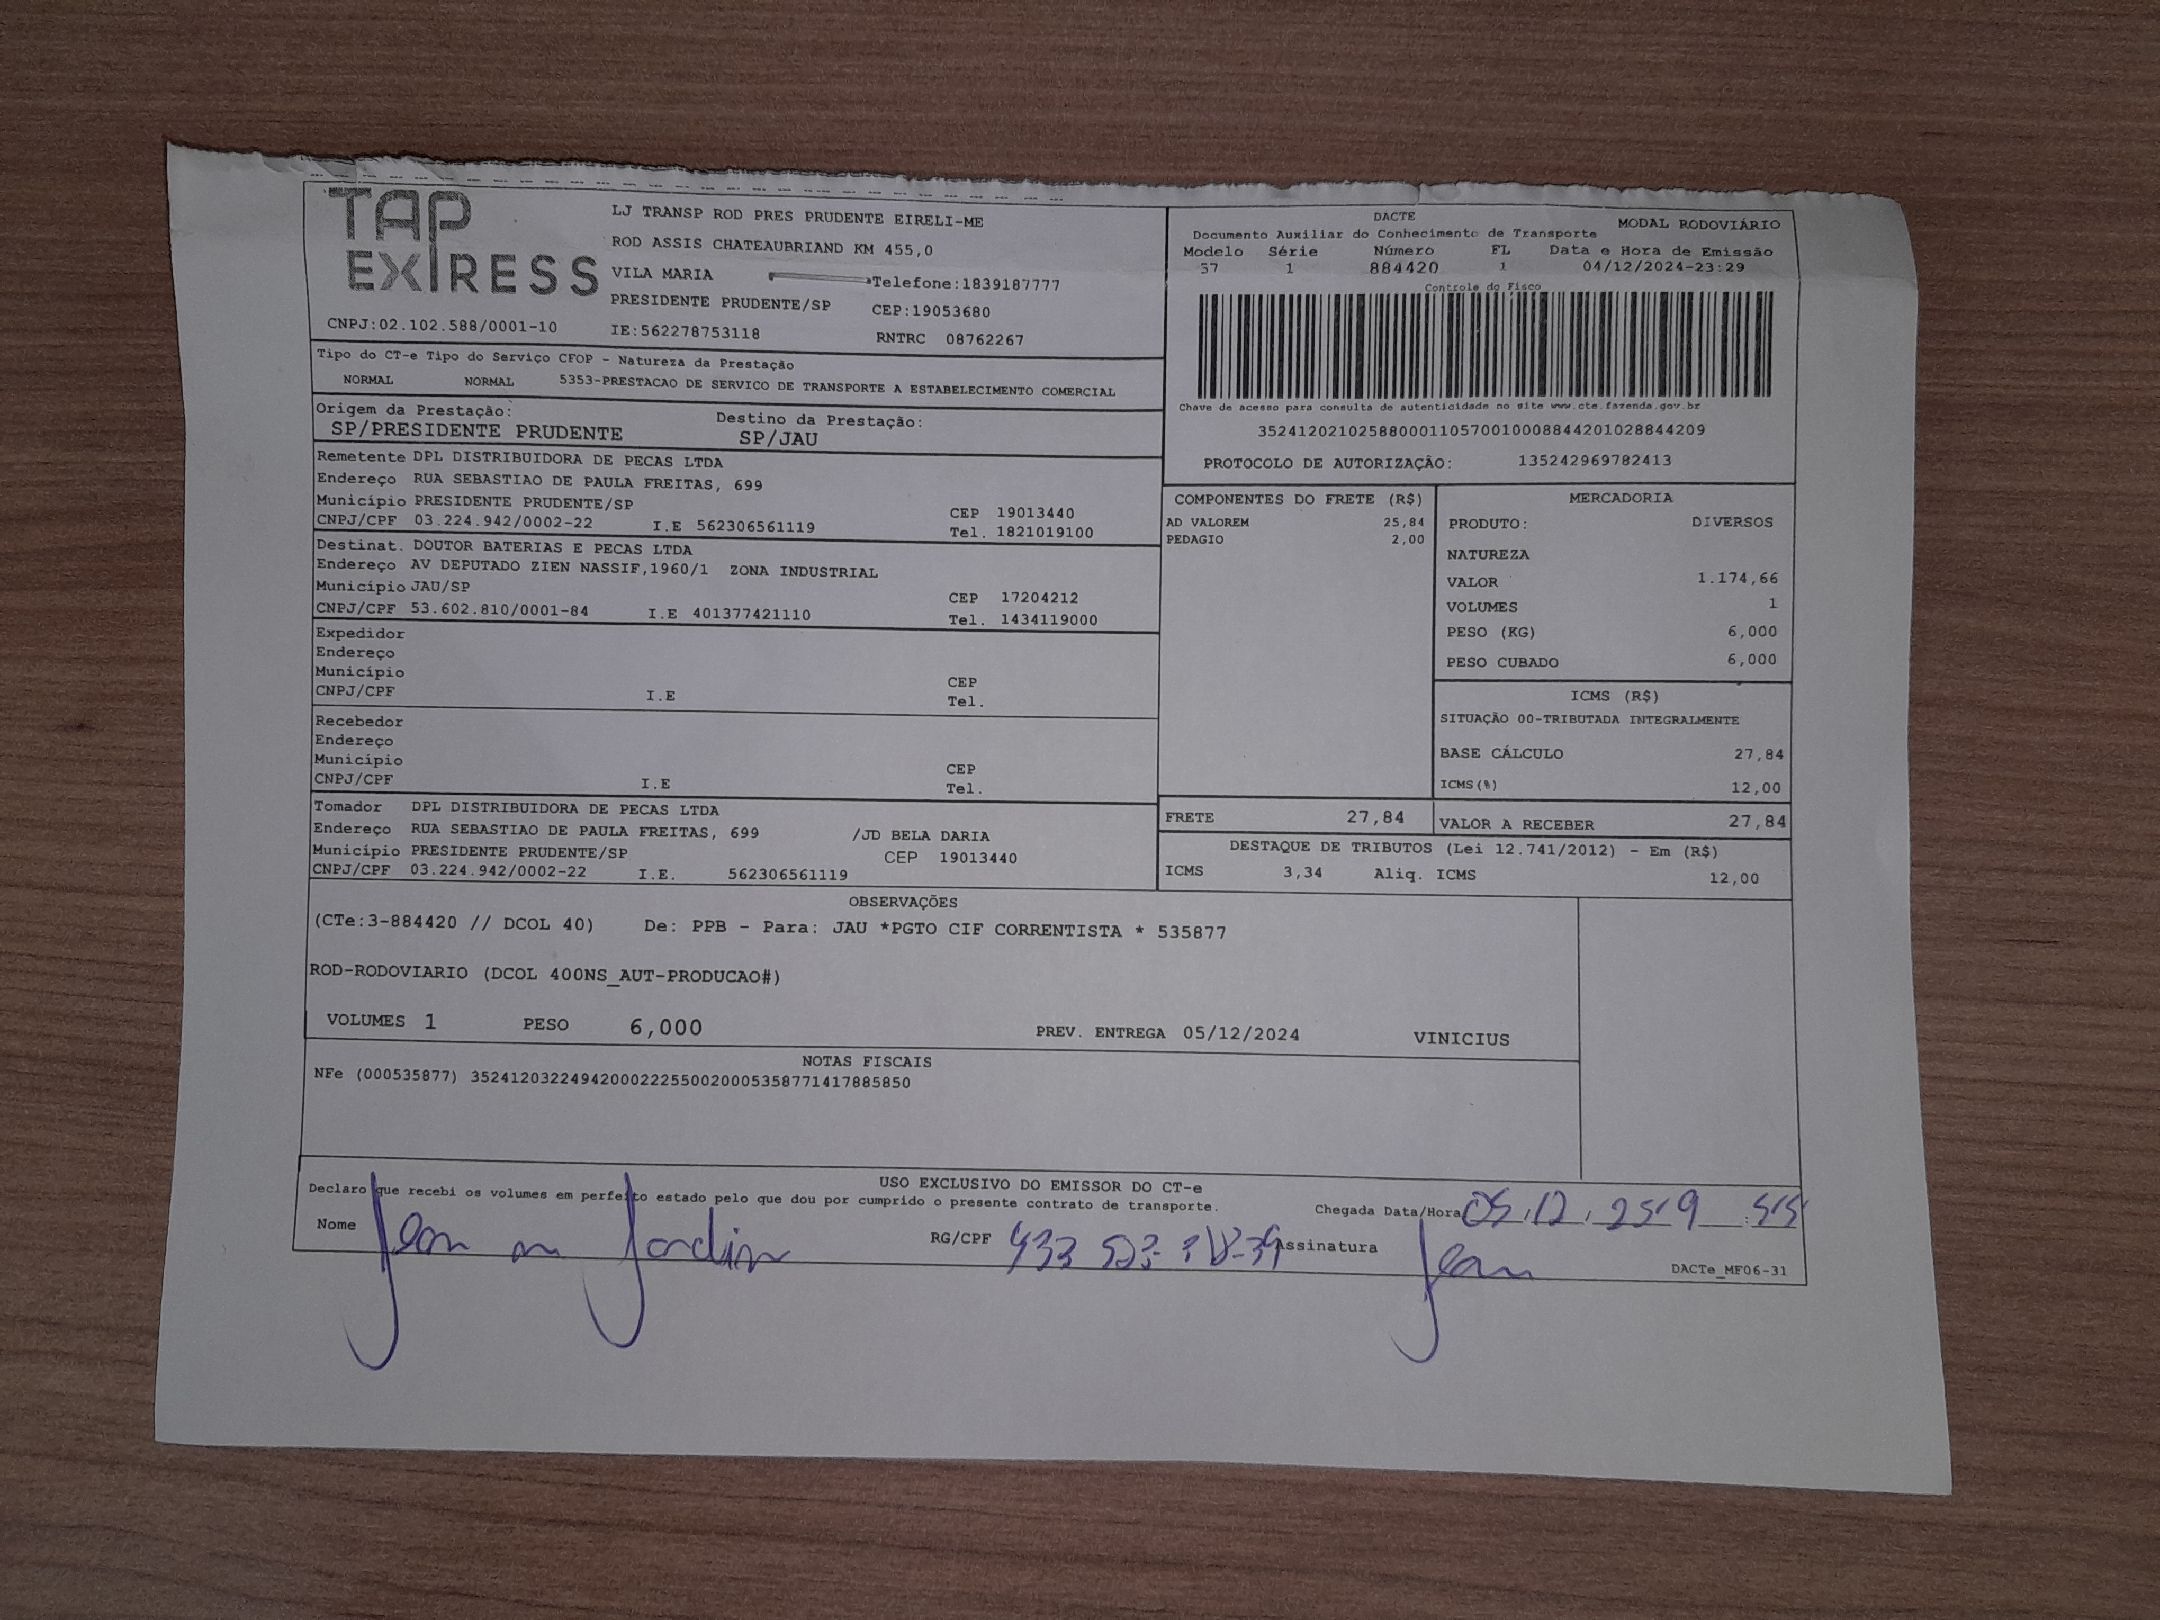 TAP
EXPRESS
LJ TRANSP ROD PRES PRUDENTE EIRELI-ME
ROD ASSIS CHATEAUBRIAND KM 455,0
VILA MARIA Telefone:1839187777
PRESIDENTE PRUDENTE/SP CEP:19053680
CNPJ:02.102.588/0001-10 IE:562278753118 RNTRC 08762267
DACTE MODAL RODOVIÁRIO
Documento Auxiliar do Conhecimento de Transporte
Modelo Série Número FL Data e Hora de Emissão
57 1 884420 1 04/12/2024-23:29
Controle do Fisco
Chave de acesso para consulta de autenticidade no site www.cte.fazenda.gov.br
35241202102588000110570010008844201028844209
PROTOCOLO DE AUTORIZAÇÃO: 135242969782413
Tipo do CT-e Tipo do Serviço CFOP - Natureza da Prestação
NORMAL NORMAL 5353-PRESTACAO DE SERVICO DE TRANSPORTE A ESTABELECIMENTO COMERCIAL
Origem da Prestação: Destino da Prestação:
SP/PRESIDENTE PRUDENTE SP/JAU
Remetente DPL DISTRIBUIDORA DE PECAS LTDA
Endereço RUA SEBASTIAO DE PAULA FREITAS, 699
Município PRESIDENTE PRUDENTE/SP CEP 19013440
CNPJ/CPF 03.224.942/0002-22 I.E 562306561119 Tel. 1821019100
Destinat. DOUTOR BATERIAS E PECAS LTDA
Endereço AV DEPUTADO ZIEN NASSIF,1960/1 ZONA INDUSTRIAL
Município JAU/SP CEP 17204212
CNPJ/CPF 53.602.810/0001-84 I.E 401377421110 Tel. 1434119000
Expedidor
Endereço
Município CEP
CNPJ/CPF I.E Tel.
Recebedor
Endereço
Município CEP
CNPJ/CPF I.E Tel.
Tomador DPL DISTRIBUIDORA DE PECAS LTDA
Endereço RUA SEBASTIAO DE PAULA FREITAS, 699 /JD BELA DARIA
Município PRESIDENTE PRUDENTE/SP CEP 19013440
CNPJ/CPF 03.224.942/0002-22 I.E. 562306561119
COMPONENTES DO FRETE (R$)
AD VALOREM 25,84
PEDAGIO 2,00
MERCADORIA
PRODUTO: DIVERSOS
NATUREZA
VALOR 1.174,66
VOLUMES 1
PESO (KG) 6,000
PESO CUBADO 6,000
ICMS (R$)
SITUAÇÃO 00-TRIBUTADA INTEGRALMENTE
BASE CÁLCULO 27,84
ICMS(%) 12,00
FRETE 27,84 VALOR A RECEBER 27,84
DESTAQUE DE TRIBUTOS (Lei 12.741/2012) - Em (R$)
ICMS 3,34 Aliq. ICMS 12,00
OBSERVAÇÕES
(CTe:3-884420 // DCOL 40) De: PPB - Para: JAU *PGTO CIF CORRENTISTA * 535877
ROD-RODOVIARIO (DCOL 400NS_AUT-PRODUCAO#)
VOLUMES 1 PESO 6,000 PREV. ENTREGA 05/12/2024 VINICIUS
NOTAS FISCAIS
NFe (000535877) 35241203224942000222550020005358771417885850
USO EXCLUSIVO DO EMISSOR DO CT-e
Declaro que recebi os volumes em perfeito estado pelo que dou por cumprido o presente contrato de transporte. Chegada Data/Hora 05,12,
Nome Jean RG/CPF Assinatura Jean
DACTe_MF06-31